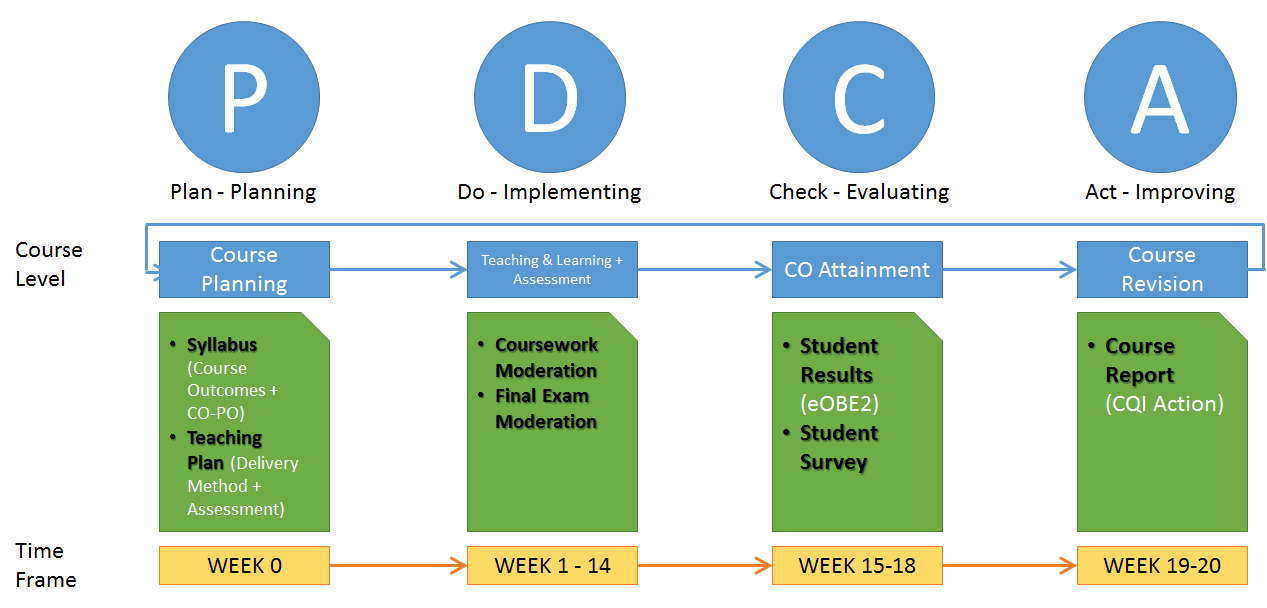 P
D
C
A
Plan - Planning
Do - Implementing
Check - Evaluating
Act - Improving
Course
Level
Course
Planning
Teaching & Learning +
Assessment
CO Attainment
Course
Revision
• Syllabus
(Course
Outcomes +
CO-PO)
• Teaching
Plan (Delivery
Method +
Assessment)
• Coursework
Moderation
• Final Exam
Moderation
• Student
Results
(eOBE2)
• Student
Survey
• Course
Report
(CQI Action)
Time
Frame
WEEK 0
WEEK 1 - 14
WEEK 15-18
WEEK 19-20